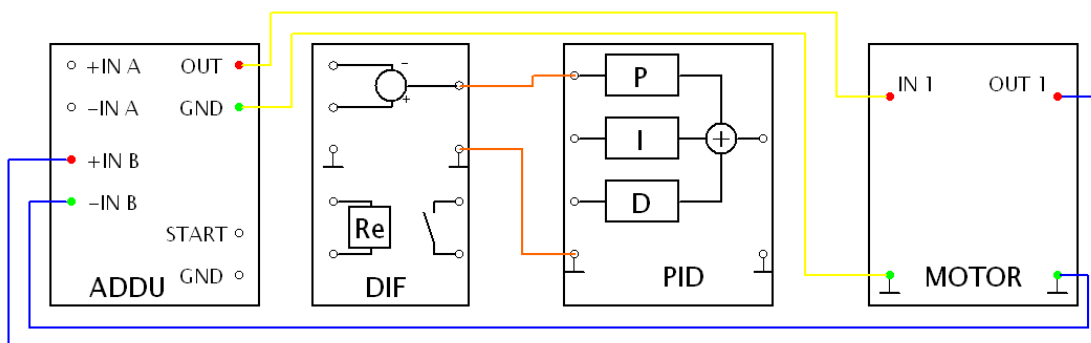 +IN A OUT
−IN A GND
+IN B
−IN B
START
GND
ADDU
−
+
Re
DIF
P
I
+
D
PID
IN 1 OUT 1
MOTOR